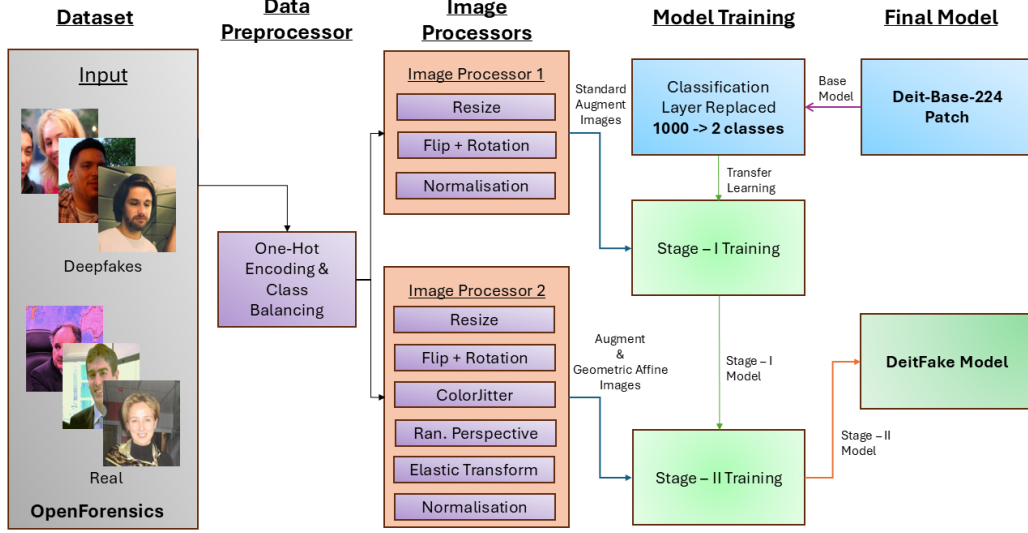 Dataset
Data
Preprocessor
Image
Processors
Model Training
Final Model
Input
Deepfakes
Real
OpenForensics
One-Hot
Encoding &
Class
Balancing
Image Processor 1
Resize
Flip + Rotation
Normalisation
Image Processor 2
Resize
Flip + Rotation
ColorJitter
Ran. Perspective
Elastic Transform
Normalisation
Standard
Augment
Images
Augment
&
Geometric Affine
Images
Classification
Layer Replaced
1000 -> 2 classes
Transfer
Learning
Stage – I Training
Stage – I
Model
Stage – II Training
Base
Model
Deit-Base-224
Patch
DeitFake Model
Stage – II
Model